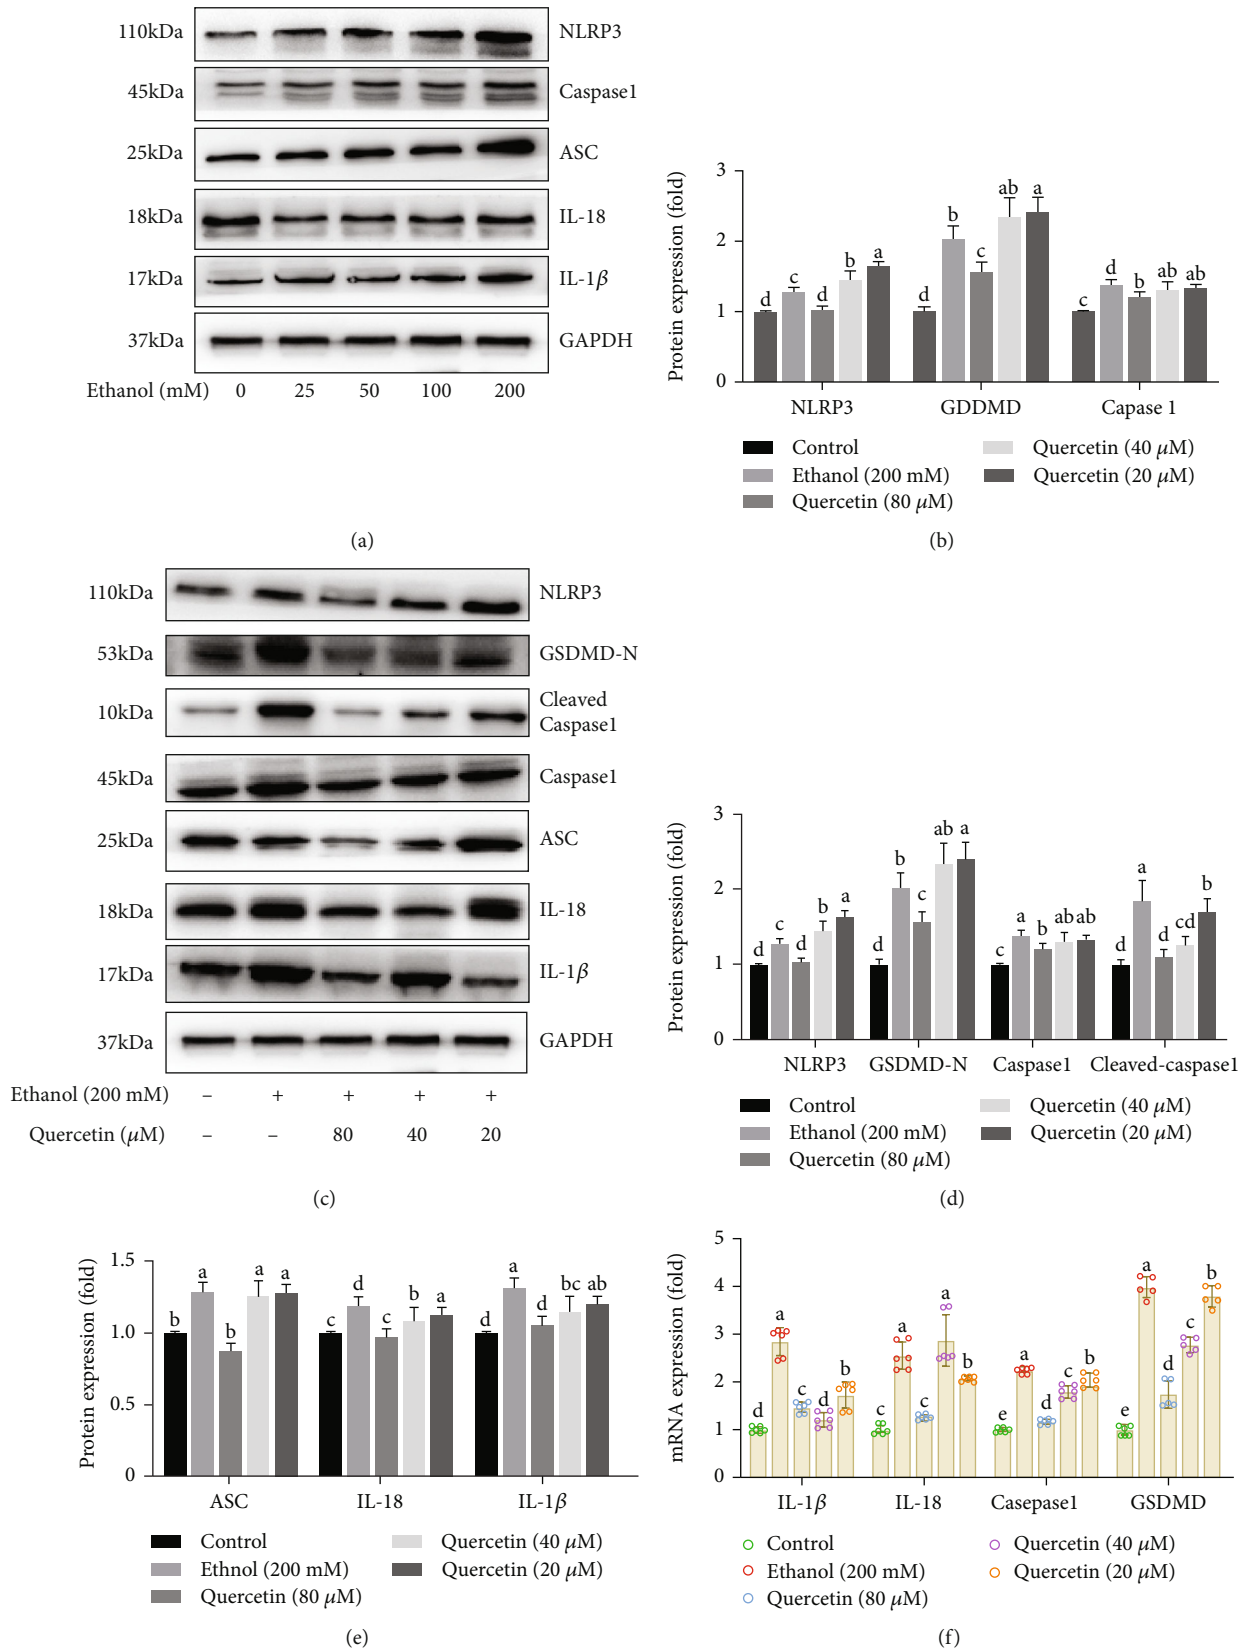 110kDa NLRP3
45kDa Caspase1
25kDa ASC
18kDa IL-18
17kDa IL-1β
37kDa GAPDH
Ethanol (mM) 0 25 50 100 200
(a)
Protein expression (fold)
3
2
1
0
d c d b a
d b c ab a
c a b ab ab
NLRP3 GDDMD Capase 1
Control
Ethanol (200 mM)
Quercetin (80 μM)
Quercetin (40 μM)
Quercetin (20 μM)
(b)
110kDa NLRP3
53kDa GSDMD-N
10kDa Cleaved
Caspase1
45kDa Caspase1
25kDa ASC
18kDa IL-18
17kDa IL-1β
37kDa GAPDH
Ethanol (200 mM) – + + + +
Quercetin (μM) – – 80 40 20
(c)
Protein expression (fold)
3
2
1
0
d c d b a
d b c ab a
c a b ab ab
d a d cd b
NLRP3 GSDMD-N Caspase1 Cleaved-caspase1
Control
Ethanol (200 mM)
Quercetin (80 μM)
Quercetin (40 μM)
Quercetin (20 μM)
(d)
Protein expression (fold)
1.5
1.0
0.5
0
b a b a a
c d c b a
d a d bc ab
ASC IL-18 IL-1β
Control
Ethnol (200 mM)
Quercetin (80 μM)
Quercetin (40 μM)
Quercetin (20 μM)
(e)
mRNA expression (fold)
5
4
3
2
1
0
d a c d b
c a c a b
e a d c b
e a d c b
IL-1β IL-18 Casepase1 GSDMD
Control
Ethanol (200 mM)
Quercetin (80 μM)
Quercetin (40 μM)
Quercetin (20 μM)
(f)